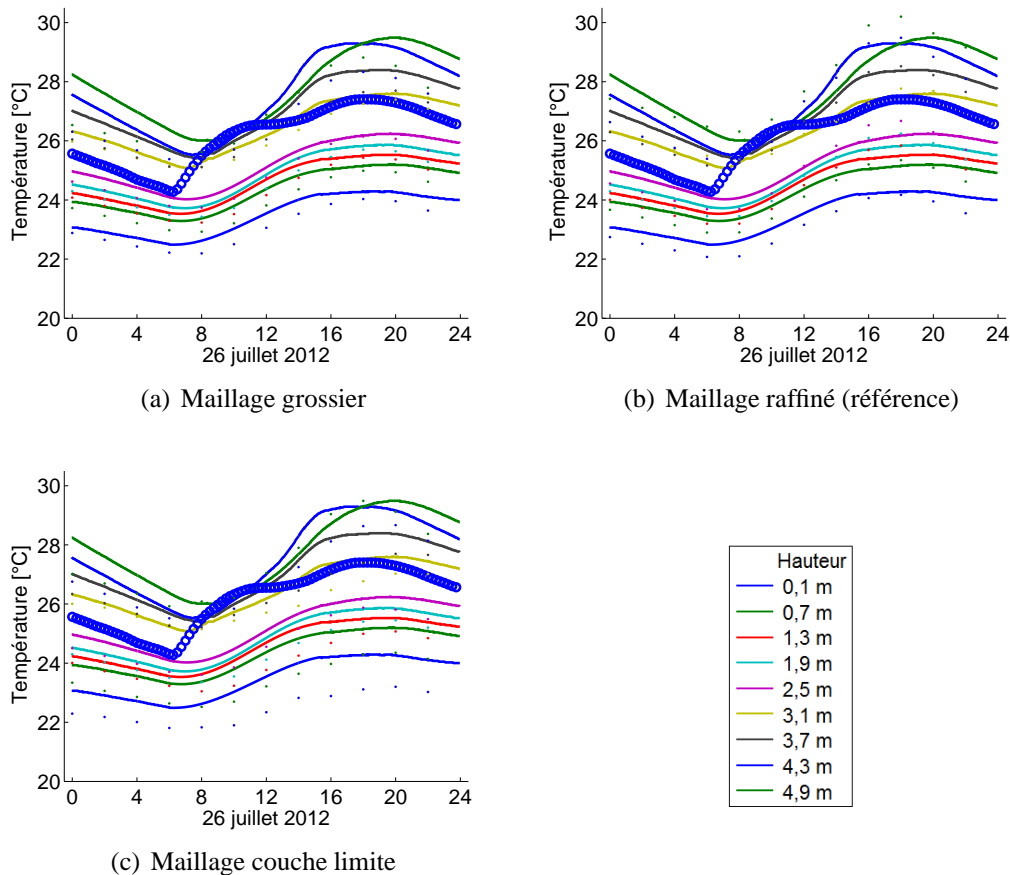 30
28
26
24
22
20
Température [°C]
0 4 8 12 16 20 24
26 juillet 2012
(a) Maillage grossier
30
28
26
24
22
20
Température [°C]
0 4 8 12 16 20 24
26 juillet 2012
(b) Maillage raffiné (référence)
30
28
26
24
22
20
Température [°C]
0 4 8 12 16 20 24
26 juillet 2012
(c) Maillage couche limite
Hauteur
0,1 m
0,7 m
1,3 m
1,9 m
2,5 m
3,1 m
3,7 m
4,3 m
4,9 m